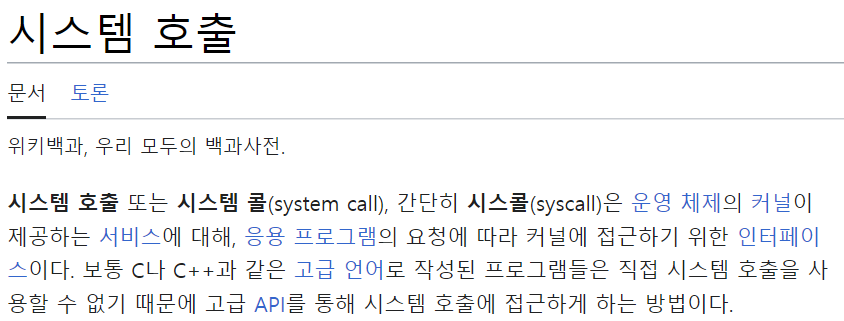 시스템 호출
문서 토론
위키백과, 우리 모두의 백과사전.
시스템 호출 또는 시스템 콜(system call), 간단히 시스콜(syscall)은 운영 체제의 커널이
제공하는 서비스에 대해, 응용 프로그램의 요청에 따라 커널에 접근하기 위한 인터페이
스이다. 보통 C나 C++과 같은 고급 언어로 작성된 프로그램들은 직접 시스템 호출을 사
용할 수 없기 때문에 고급 API를 통해 시스템 호출에 접근하게 하는 방법이다.